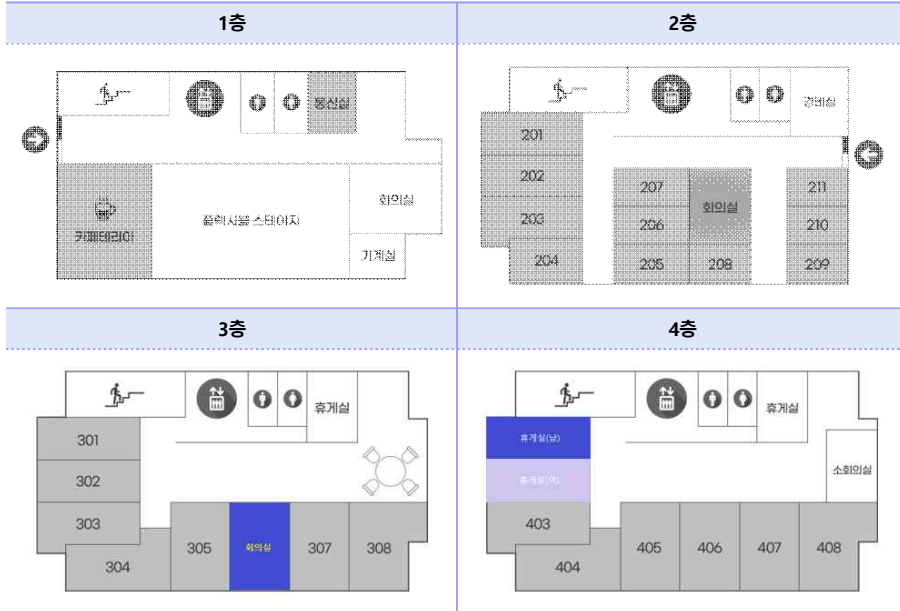 1층
2층
통신실
회의실
카페테리아
플렉시블 스테이지
기계실
경비실
201
202
203
204
207
206
205
회의실
208
211
210
209
3층
4층
휴게실
301
302
303
304
305
회의실
307
308
휴게실
휴게실(남)
휴게실(여)
소회의실
403
404
405
406
407
408